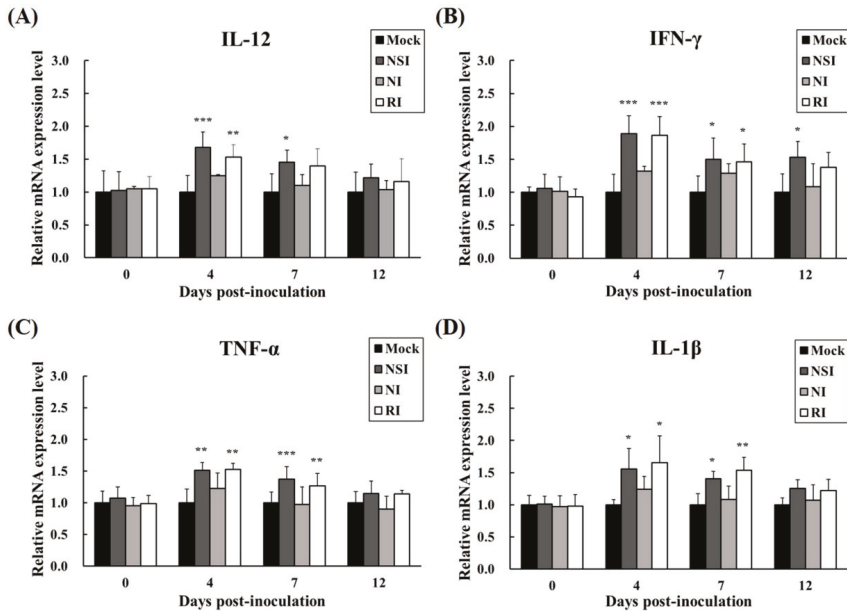 (A)
IL-12
Mock
NSI
NI
RI
Relative mRNA expression level
3.0
2.5
2.0
1.5
1.0
0.5
0.0
*** ** *
0 4 7 12
Days post-inoculation
(B)
IFN-γ
Mock
NSI
NI
RI
Relative mRNA expression level
3.0
2.5
2.0
1.5
1.0
0.5
0.0
*** *** * * *
0 4 7 12
Days post-inoculation
(C)
TNF-α
Mock
NSI
NI
RI
Relative mRNA expression level
3.0
2.5
2.0
1.5
1.0
0.5
0.0
** ** *** **
0 4 7 12
Days post-inoculation
(D)
IL-1β
Mock
NSI
NI
RI
Relative mRNA expression level
3.0
2.5
2.0
1.5
1.0
0.5
0.0
* * * **
0 4 7 12
Days post-inoculation